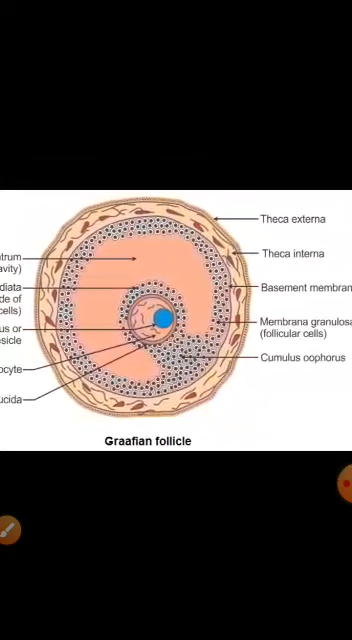 Theca externa
Theca interna
trum
avity)
Basement membran
diata
de of
cells)
Membrana granulosa
(follicular cells)
us or
esicle
Cumulus oophorus
ocyte
ucida
Graafian follicle